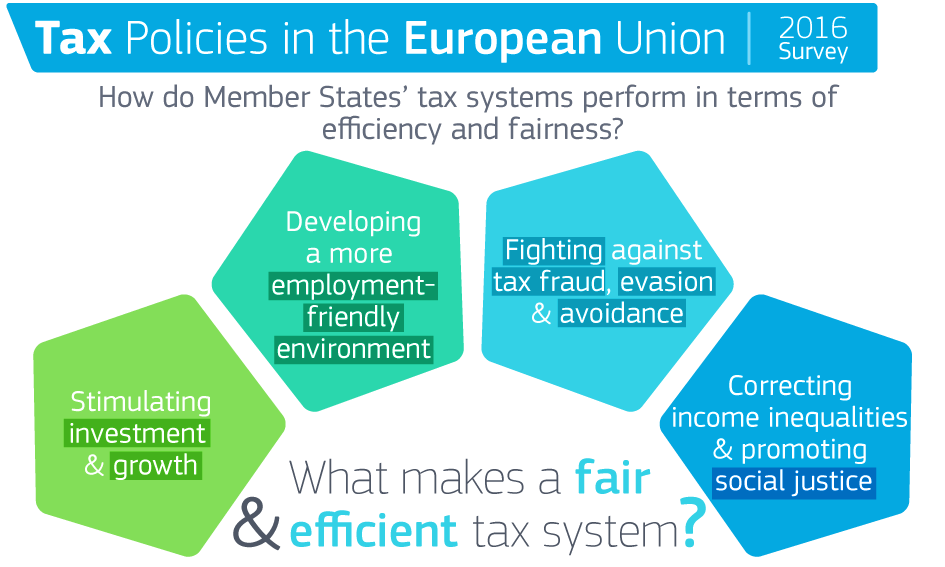 Tax Policies in the European Union
2016
Survey
How do Member States' tax systems perform in terms of
efficiency and fairness?
Developing
a more
employment-
friendly
environment
Fighting against
tax fraud, evasion
& avoidance
Stimulating
investment
& growth
Correcting
income inequalities
& promoting
social justice
What makes a fair
& efficient tax system?